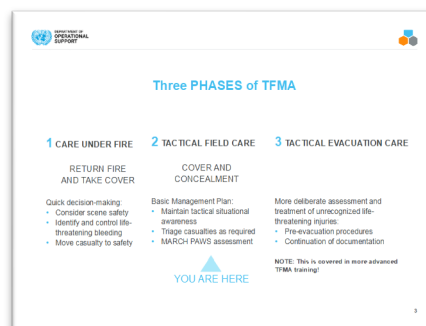 DEPARTMENT OF
OPERATIONAL
SUPPORT
Three PHASES of TFMA
1 CARE UNDER FIRE
RETURN FIRE
AND TAKE COVER
Quick decision-making:
• Consider scene safety
• Identify and control life-
threatening bleeding
• Move casualty to safety
2 TACTICAL FIELD CARE
COVER AND
CONCEALMENT
Basic Management Plan:
• Maintain tactical situational
awareness
• Triage casualties as required
• MARCH PAWS assessment
YOU ARE HERE
3 TACTICAL EVACUATION CARE
More deliberate assessment and
treatment of unrecognized life-
threatening injuries:
• Pre-evacuation procedures
• Continuation of documentation
NOTE: This is covered in more advanced
TFMA training!
3